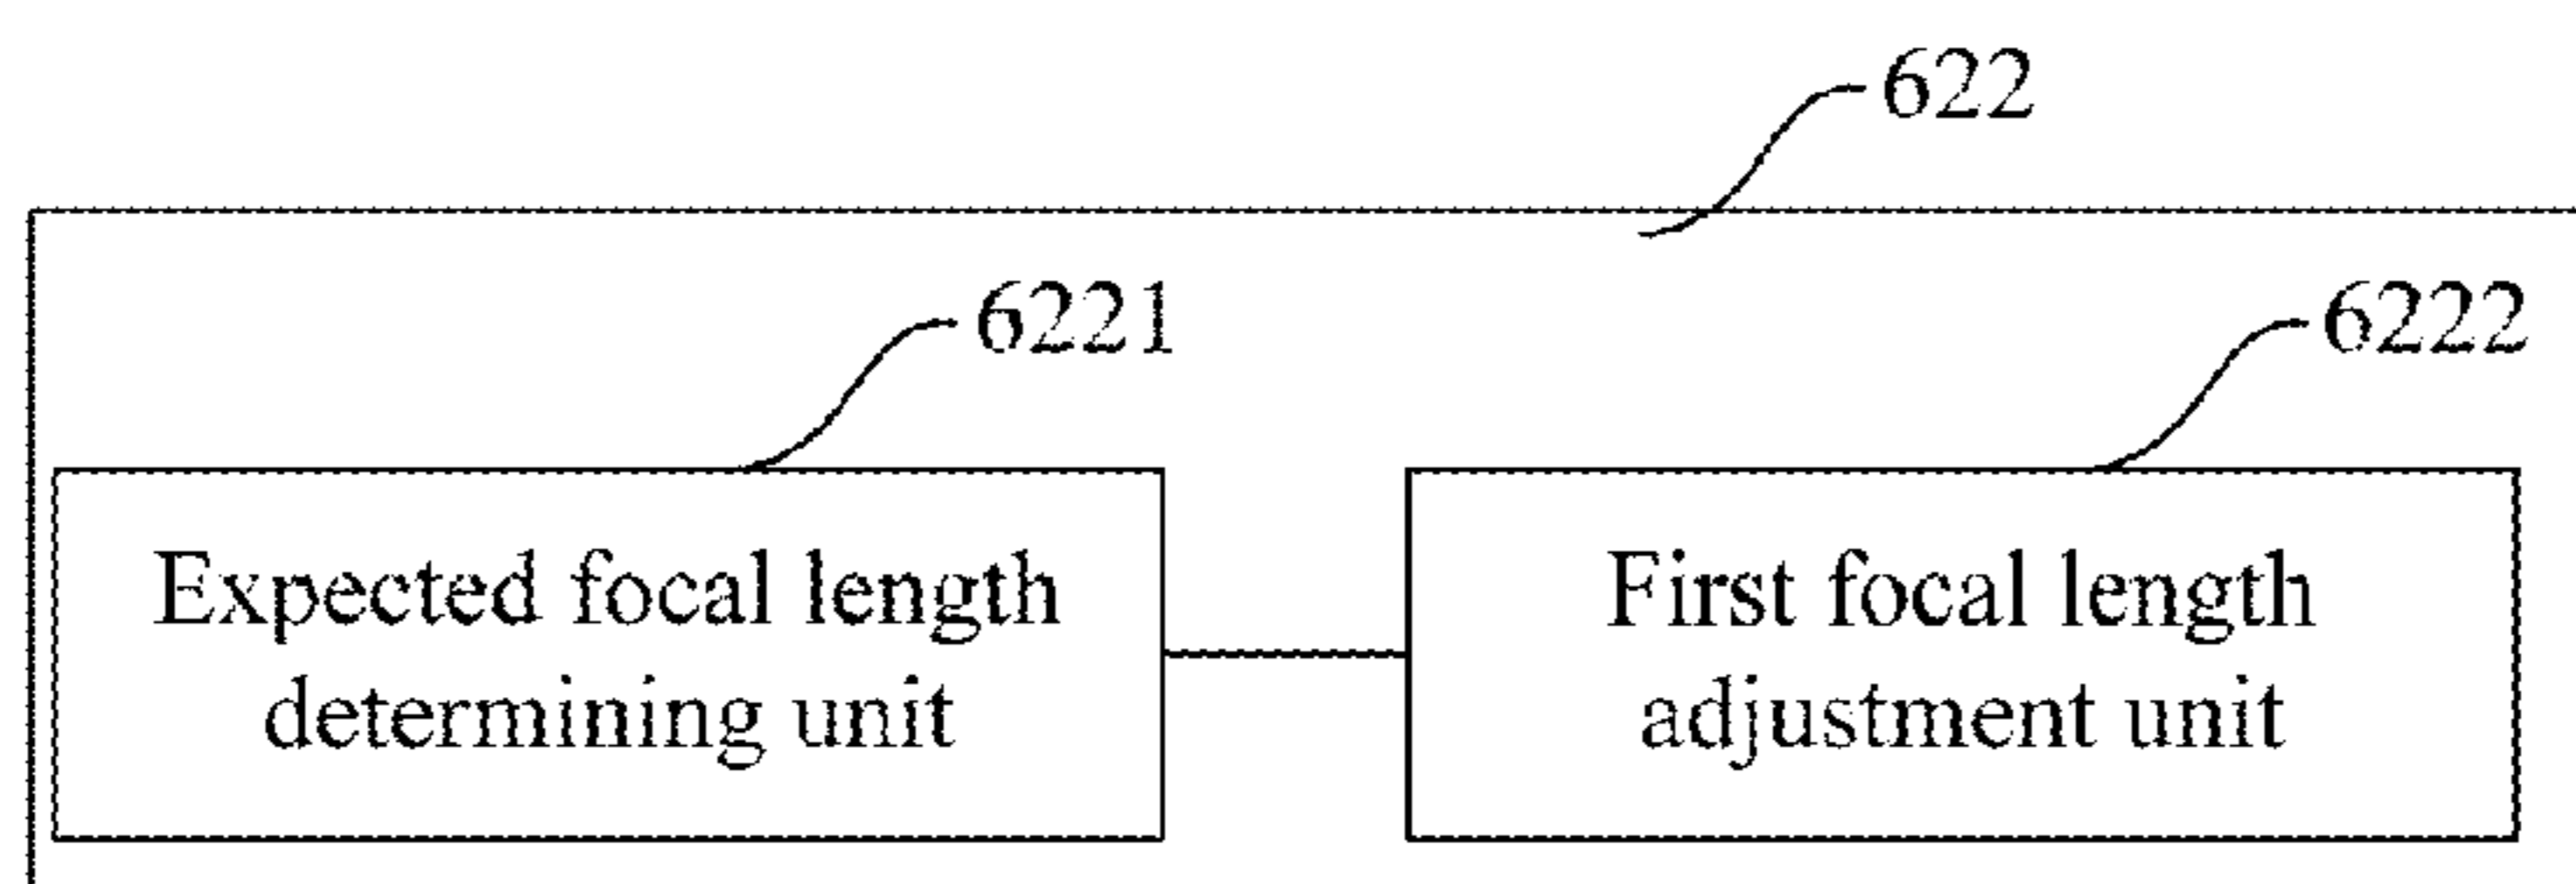 622
6221
6222
Expected focal length
determining unit
First focal length
adjustment unit